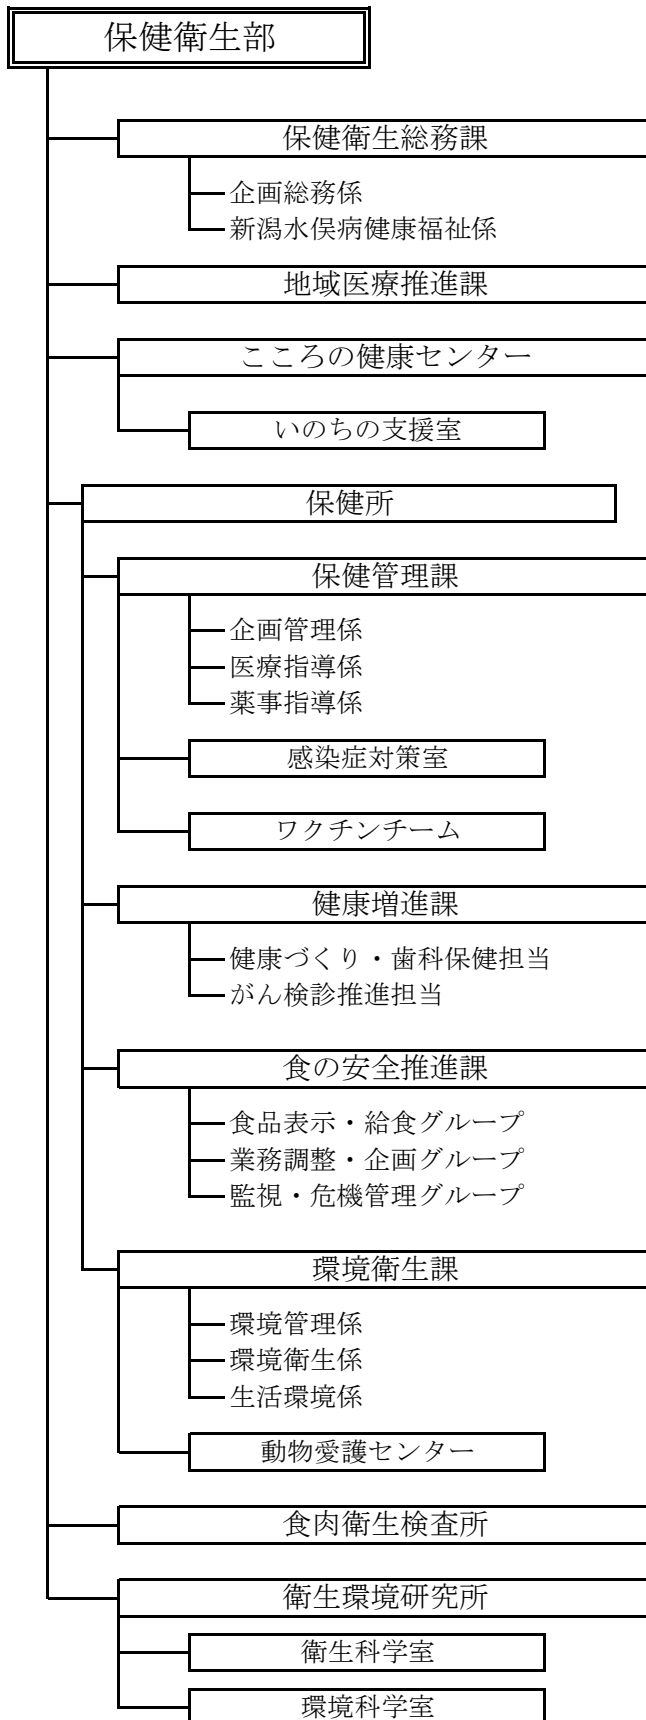 保健衛生部
保健衛生総務課
企画総務係
新潟水俣病健康福祉係
地域医療推進課
こころの健康センター
いのちの支援室
保健所
保健管理課
企画管理係
医療指導係
薬事指導係
感染症対策室
ワクチンチーム
健康増進課
健康づくり・歯科保健担当
がん検診推進担当
食の安全推進課
食品表示・給食グループ
業務調整・企画グループ
監視・危機管理グループ
環境衛生課
環境管理係
環境衛生係
生活環境係
動物愛護センター
食肉衛生検査所
衛生環境研究所
衛生科学室
環境科学室